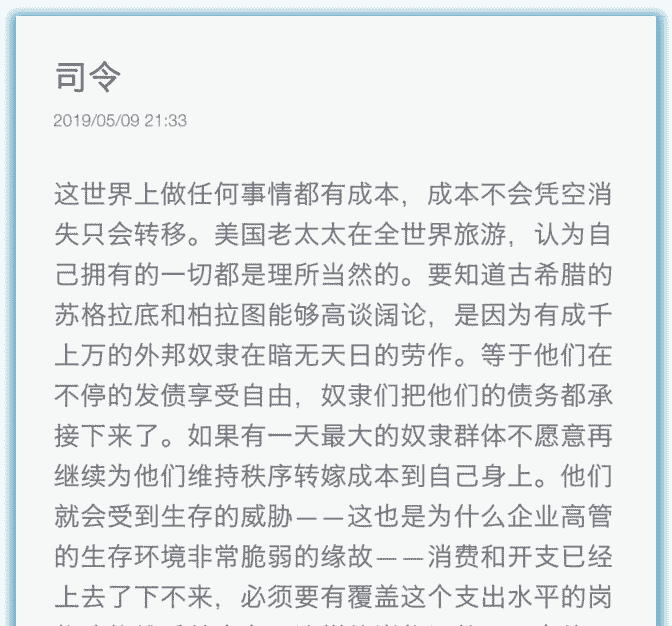 司令
2019/05/09 21:33
这世界上做任何事情都有成本，成本不会凭空消
失只会转移。美国老太太在全世界旅游，认为自
己拥有的一切都是理所当然的。要知道古希腊的
苏格拉底和柏拉图能够高谈阔论，是因为有成千
上万的外邦奴隶在暗无天日的劳作。等于他们在
不停的发债享受自由，奴隶们把他们的债务都承
接下来了。如果有一天最大的奴隶群体不愿意再
继续为他们维持秩序转嫁成本到自己身上。他们
就会受到生存的威胁——这也是为什么企业高管
的生存环境非常脆弱的缘故——消费和开支已经
上去了下不来，必须要有覆盖这个支出水平的岗